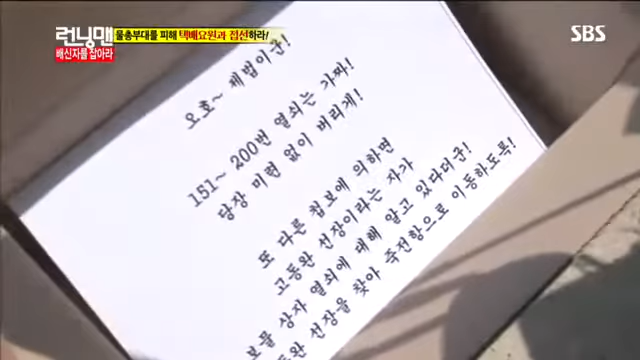 런닝맨
배신자를 잡아라
물총부대를 피해 택배요원과 접선하라!
SBS
오호~ 제법이군!
151~ 200번 열쇠는 가짜!
당장 미련 없이 버리게!
또 다른 첩보에 의하면
고동완 선장이라는 자가
보물 상자 열쇠에 대해 알고 있다더군!
고동완 선장을 찾아 죽전항으로 이동하도록!